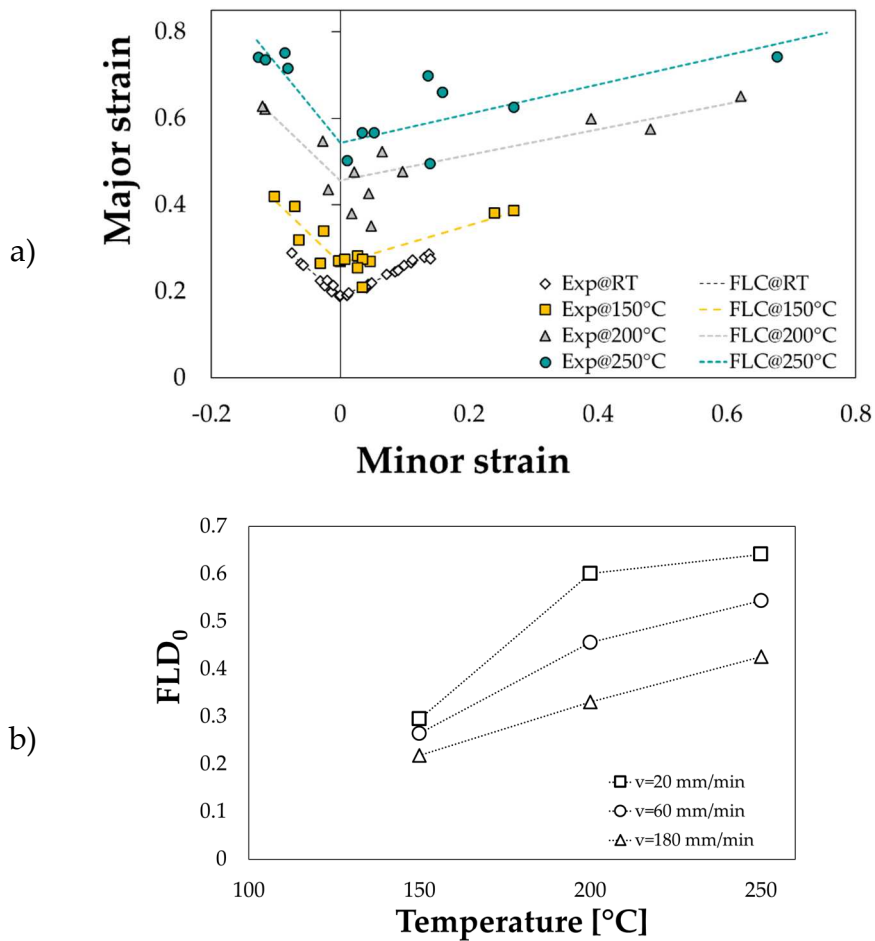 a)
Major strain
0.8
0.6
0.4
0.2
0
-0.2 0 0.2 0.4 0.6 0.8
Minor strain
Exp@RT FLC@RT
Exp@150°C FLC@150°C
Exp@200°C FLC@200°C
Exp@250°C FLC@250°C
b)
FLD0
0.7
0.6
0.5
0.4
0.3
0.2
0.1
0
v=20 mm/min
v=60 mm/min
v=180 mm/min
100 150 200 250
Temperature [°C]